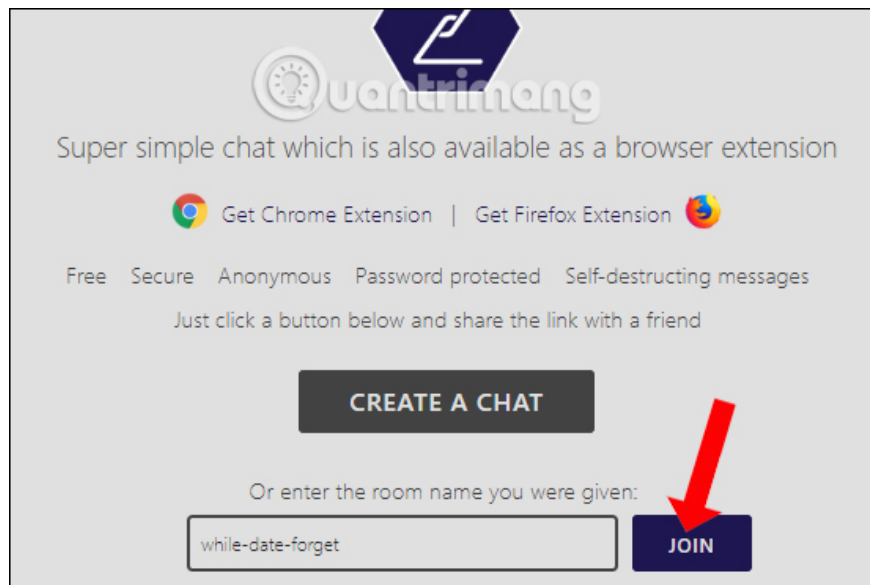 Quantrimang
Super simple chat which is also available as a browser extension
Get Chrome Extension | Get Firefox Extension
Free Secure Anonymous Password protected Self-destructing messages
Just click a button below and share the link with a friend
CREATE A CHAT
Or enter the room name you were given:
while-date-forget JOIN